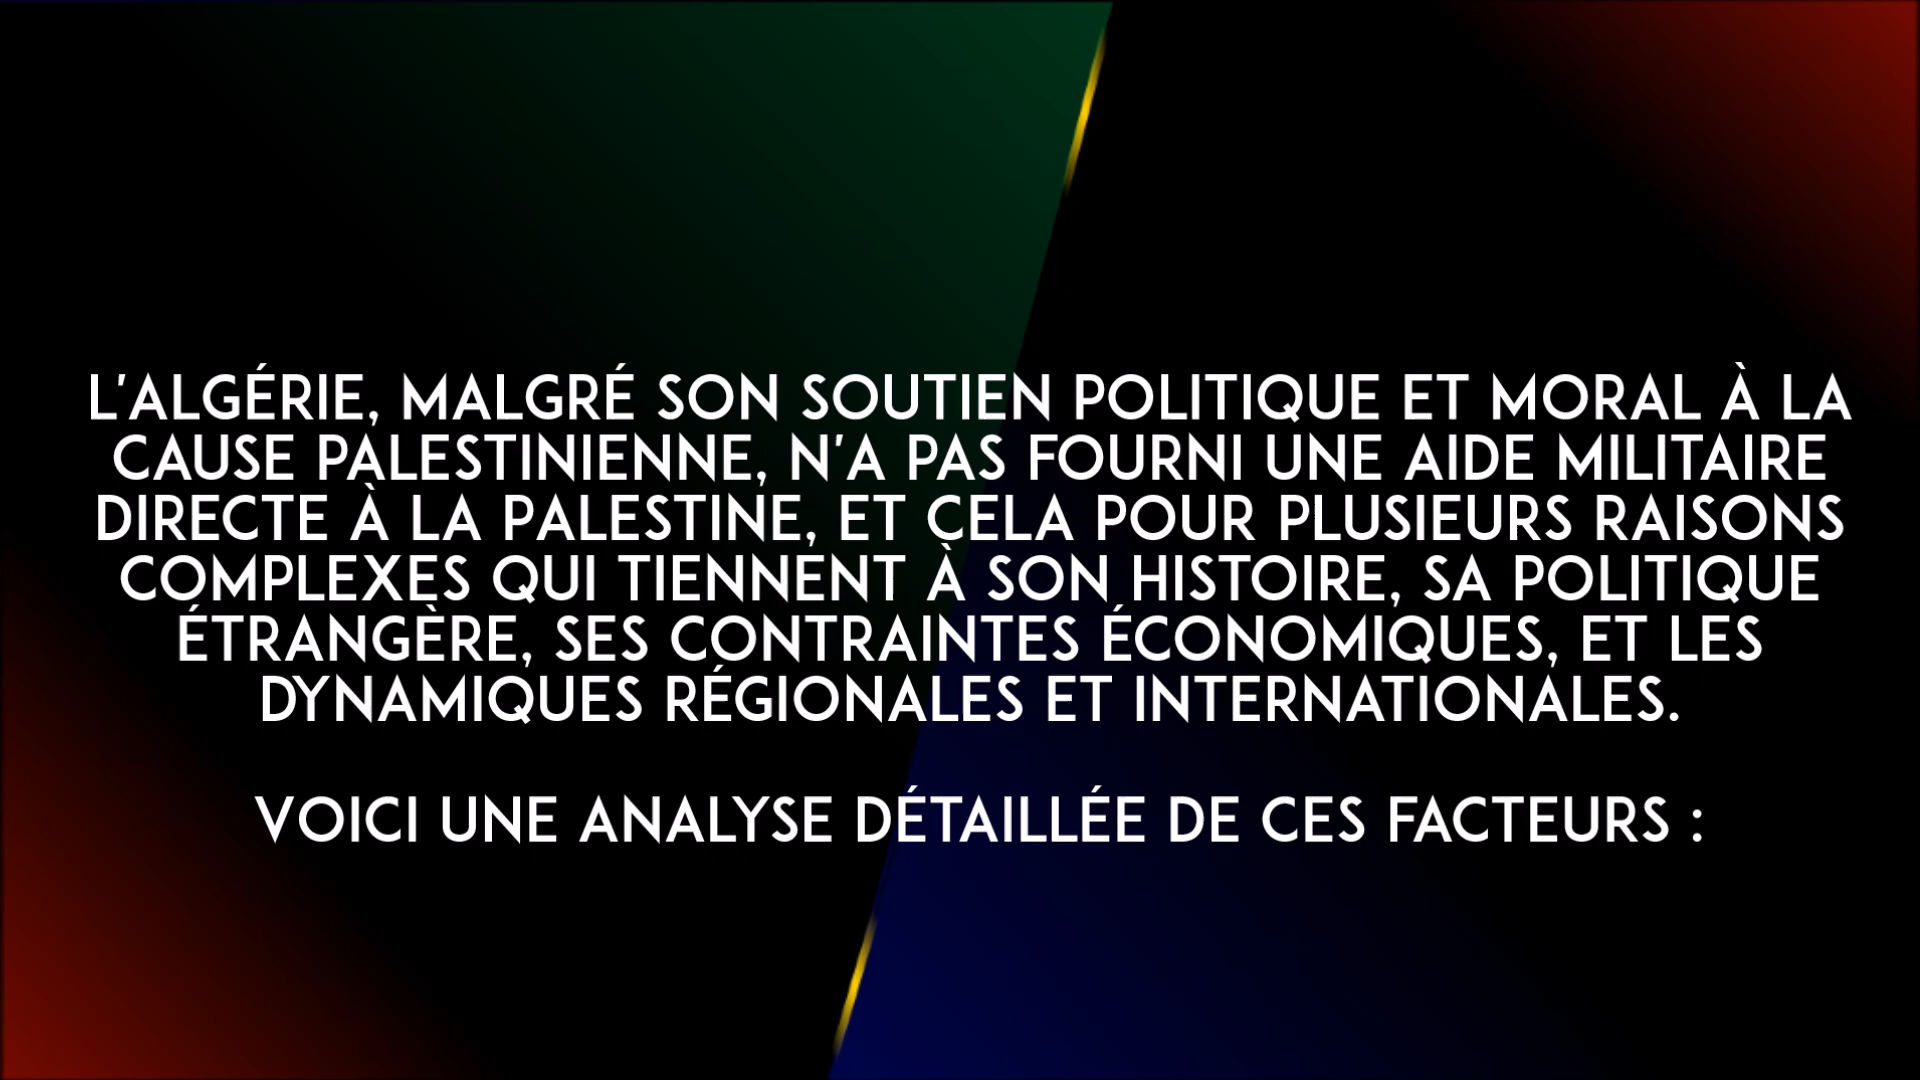 L'ALGÉRIE, MALGRÉ SON SOUTIEN POLITIQUE ET MORAL À LA
CAUSE PALESTINIENNE, N'A PAS FOURNI UNE AIDE MILITAIRE
DIRECTE À LA PALESTINE, ET CELA POUR PLUSIEURS RAISONS
COMPLEXES QUI TIENNENT À SON HISTOIRE, SA POLITIQUE
ÉTRANGÈRE, SES CONTRAINTES ÉCONOMIQUES, ET LES
DYNAMIQUES RÉGIONALES ET INTERNATIONALES.
VOICI UNE ANALYSE DÉTAILLÉE DE CES FACTEURS :